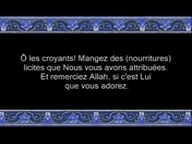 Ô les croyants! Mangez des (nourritures)
licites que Nous vous avons attribuées.
Et remerciez Allah, si c'est Lui
que vous adorez.